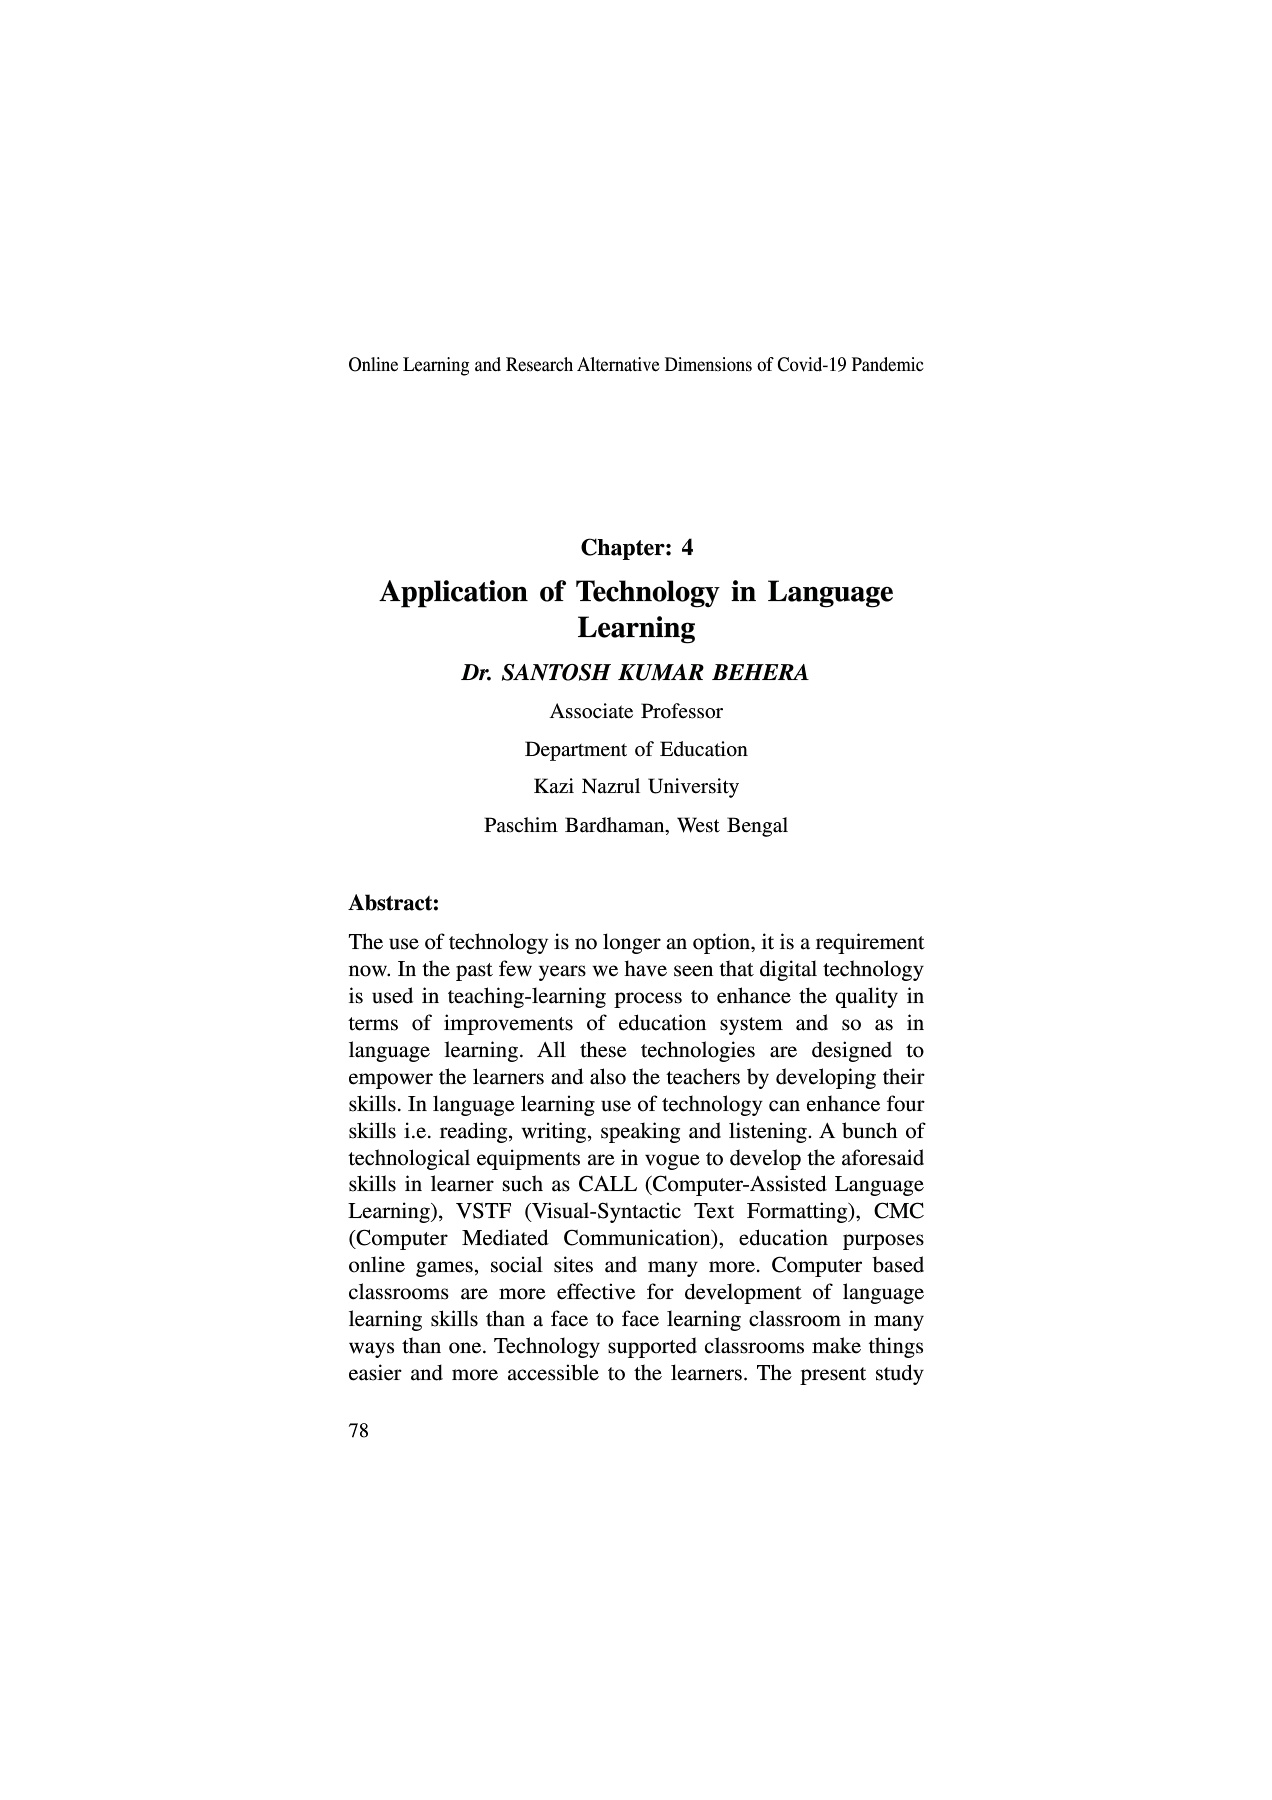 Online Learning and Research Alternative Dimensions of Covid-19 Pandemic
Chapter: 4
Application of Technology in Language
Learning
Dr. SANTOSH KUMAR BEHERA
Associate Professor
Department of Education
Kazi Nazrul University
Paschim Bardhaman, West Bengal
Abstract:
The use of technology is no longer an option, it is a requirement
now. In the past few years we have seen that digital technology
is used in teaching-learning process to enhance the quality in
terms of improvements of education system and so as in
language learning. All these technologies are designed to
empower the learners and also the teachers by developing their
skills. In language learning use of technology can enhance four
skills i.e. reading, writing, speaking and listening. A bunch of
technological equipments are in vogue to develop the aforesaid
skills in learner such as CALL (Computer-Assisted Language
Learning), VSTF (Visual-Syntactic Text Formatting), CMC
(Computer Mediated Communication), education purposes
online games, social sites and many more. Computer based
classrooms are more effective for development of language
learning skills than a face to face learning classroom in many
ways than one. Technology supported classrooms make things
easier and more accessible to the learners. The present study
78